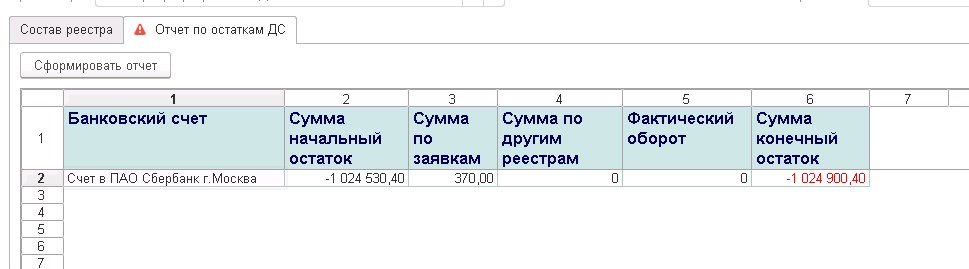 Состав реестра
Отчет по остаткам ДС
Сформировать отчет
1 2 3 4 5 6 7
1 Банковский счет Сумма начальный остаток Сумма по заявкам Сумма по другим реестрам Фактический оборот Сумма конечный остаток
2 Счет в ПАО Сбербанк г.Москва -1 024 530,40 370,00 0 0 -1 024 900,40
3
4
5
6
7